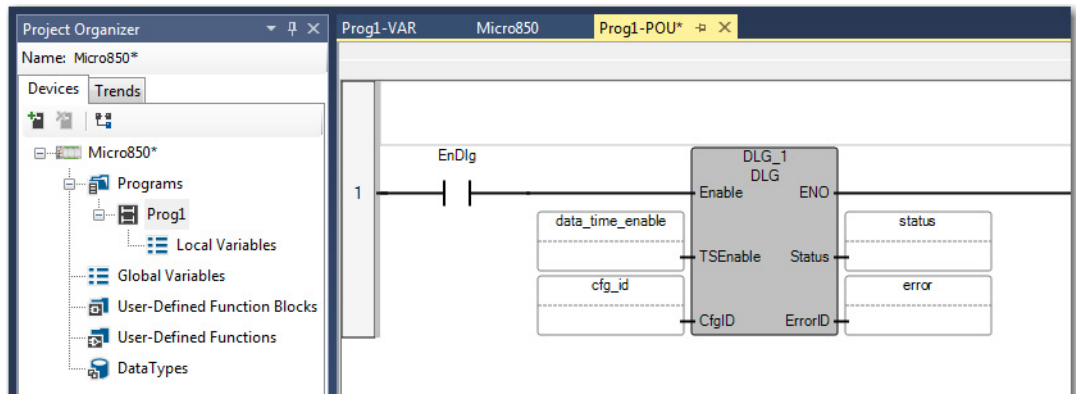 Project Organizer
Name: Micro850*
Devices Trends
Micro850*
Programs
Prog1
Local Variables
Global Variables
User-Defined Function Blocks
User-Defined Functions
DataTypes
Prog1-VAR Micro850 Prog1-POU*
1
EnDlg
DLG_1
DLG
Enable ENO
data_time_enable status
TSEnable Status
cfg_id error
CfgID ErrorID